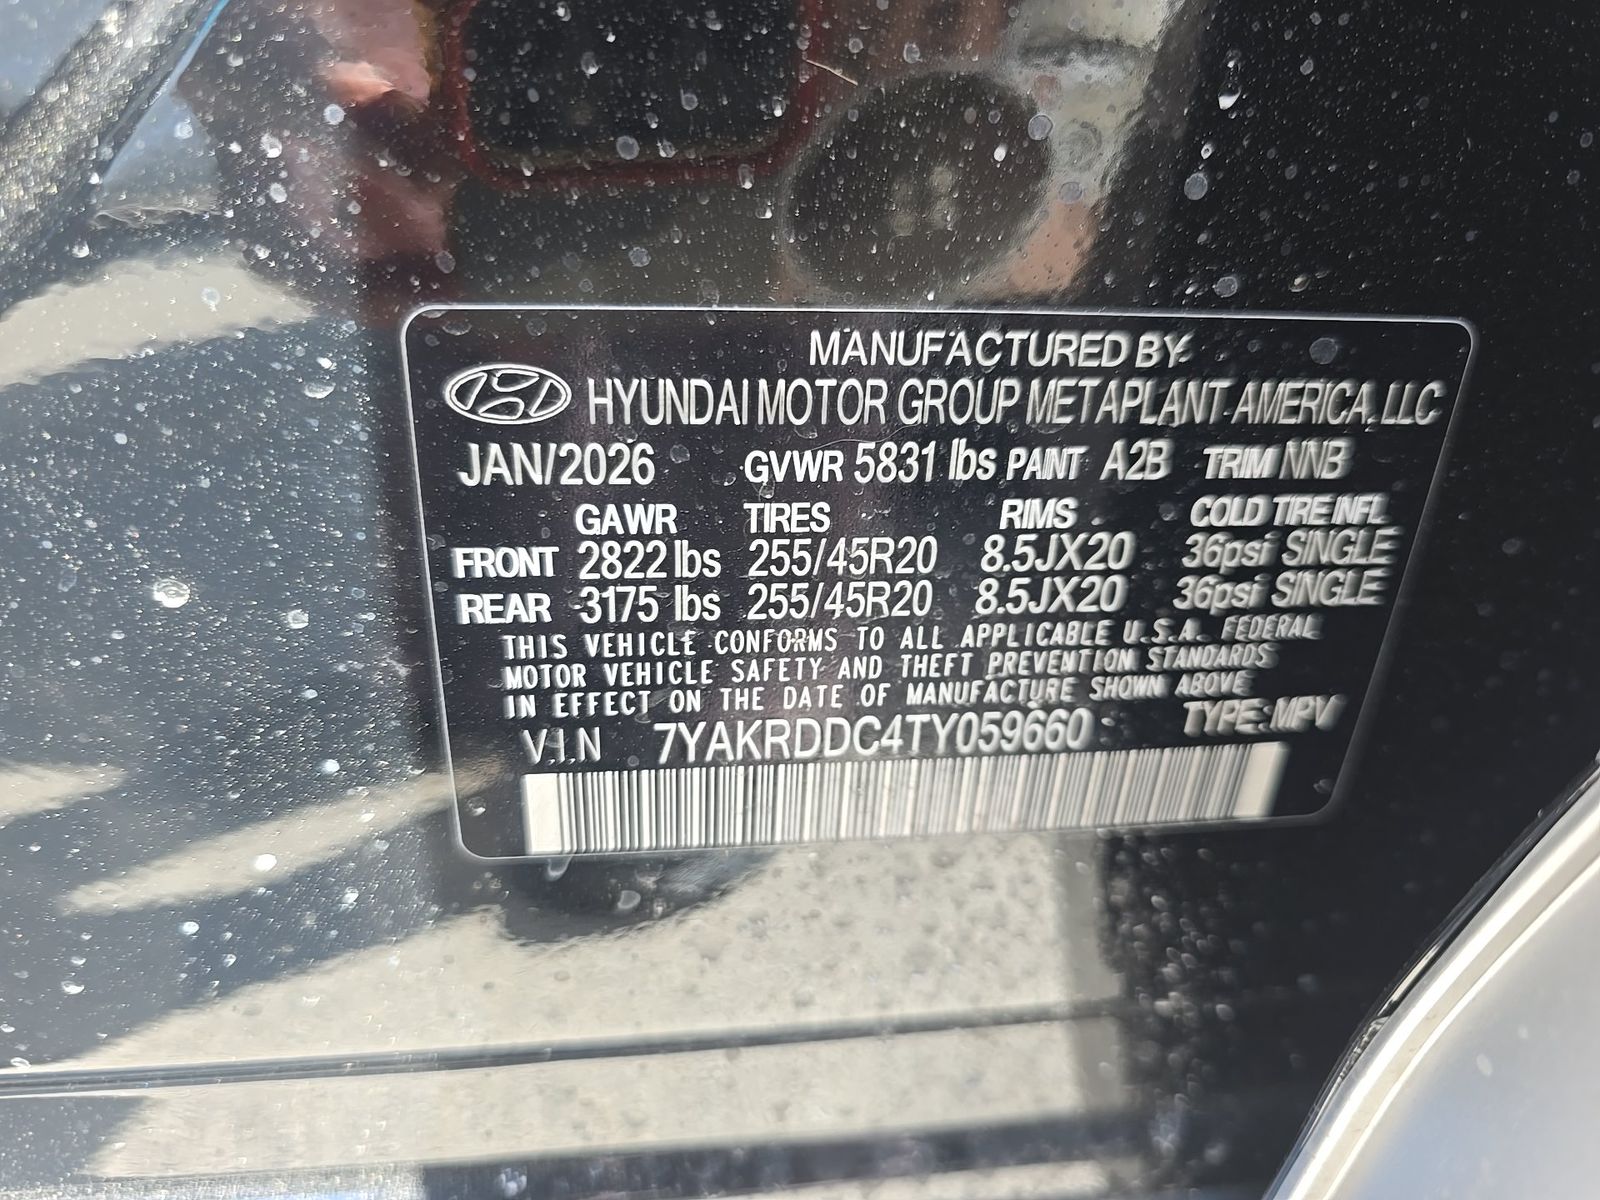 MANUFACTURED BY
HYUNDAI MOTOR GROUP METAPLANT AMERICA, LLC
JAN/2026 GVWR 5831 lbs PAINT A2B TRIM NNB
GAWR TIRES RIMS COLD TIRE INFL
FRONT 2822 lbs 255/45R20 8.5JX20 36psi SINGLE
REAR 3175 lbs 255/45R20 8.5JX20 36psi SINGLE
THIS VEHICLE CONFORMS TO ALL APPLICABLE U.S.A. FEDERAL
MOTOR VEHICLE SAFETY AND THEFT PREVENTION STANDARDS
IN EFFECT ON THE DATE OF MANUFACTURE SHOWN ABOVE
V.I.N 7YAKRDDC4TY059660 TYPE: MPV